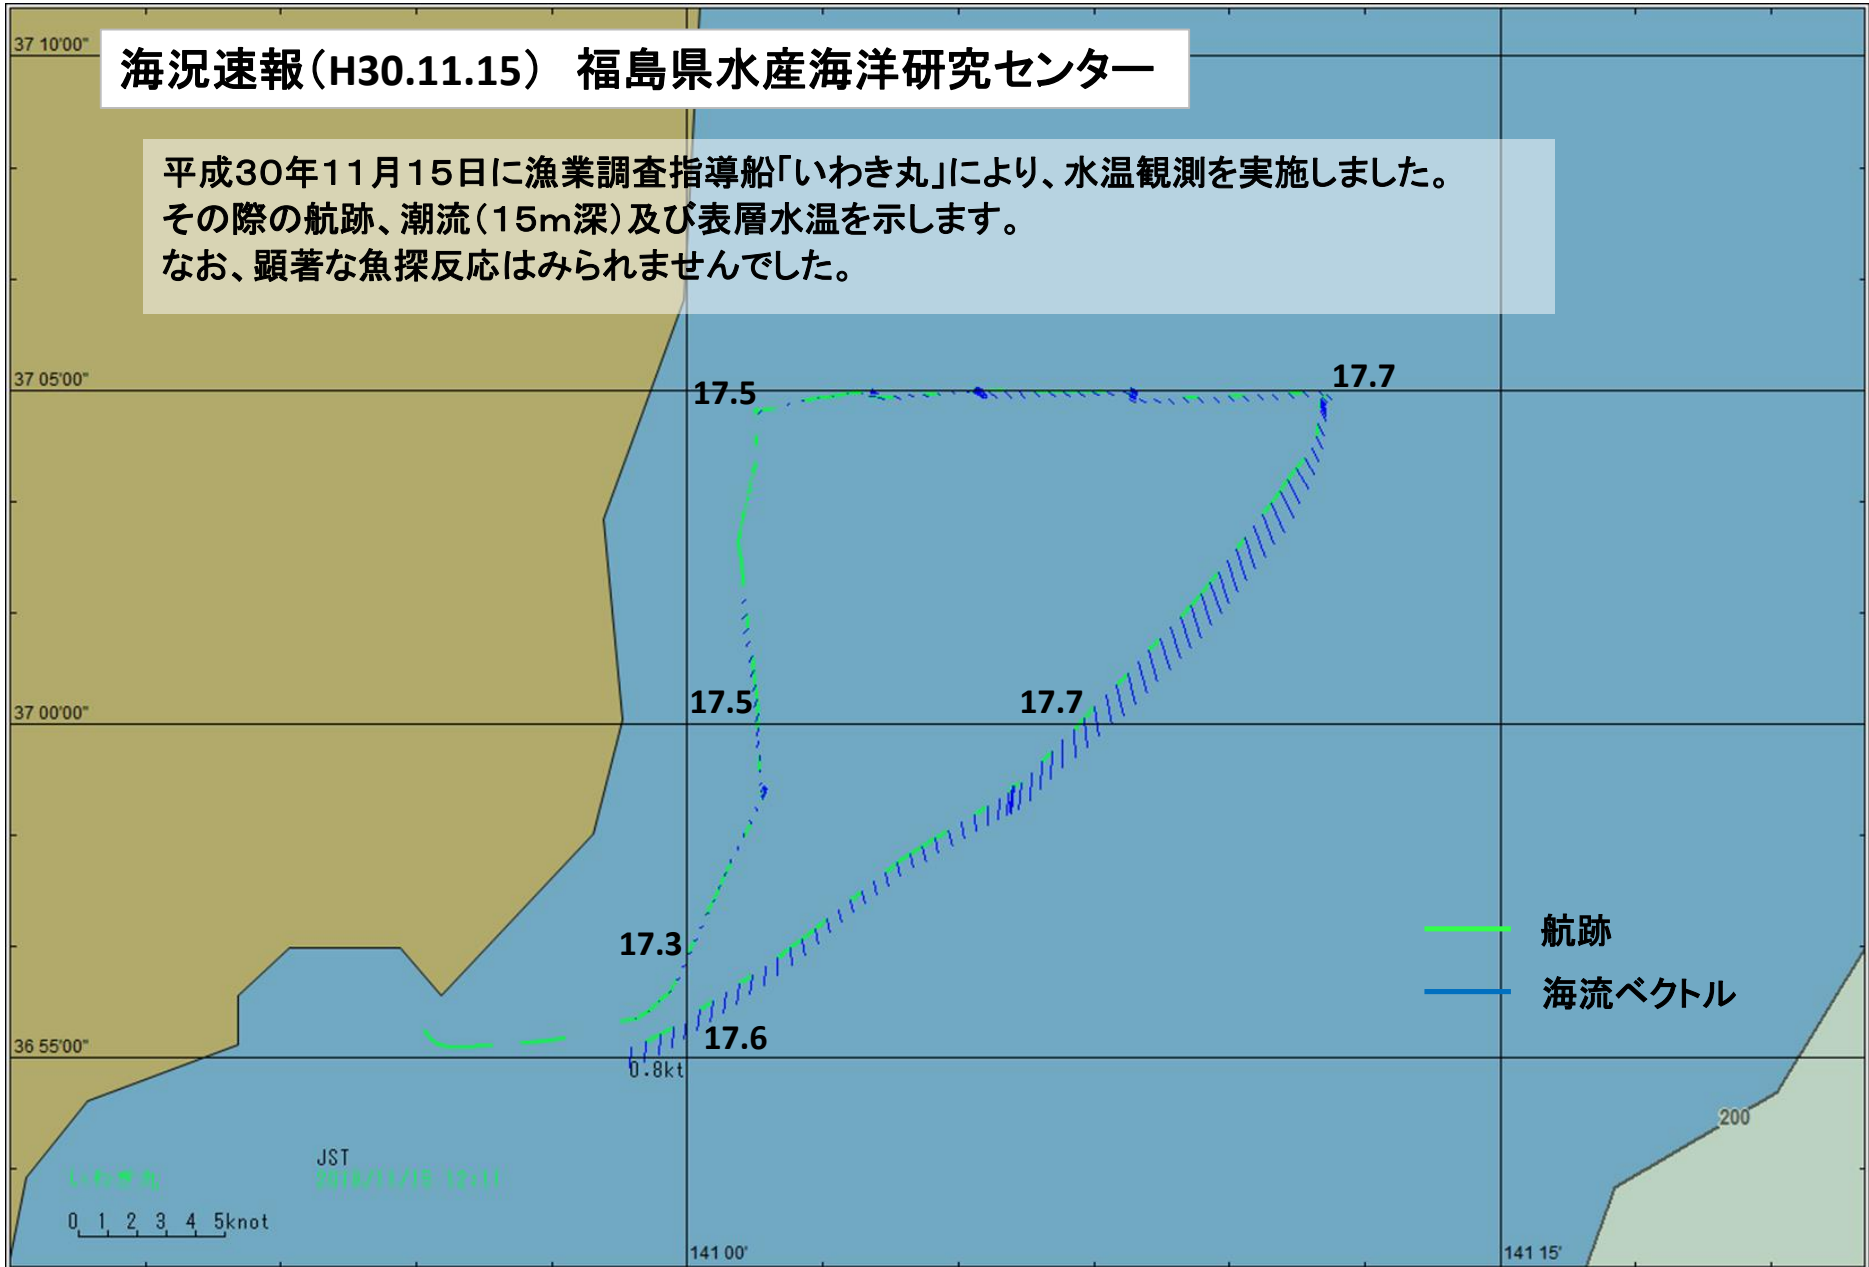 37 10'00"
海況速報(H30.11.15) 福島県水産海洋研究センター
平成30年11月15日に漁業調査指導船「いわき丸」により、水温観測を実施しました。
その際の航跡、潮流(15m深)及び表層水温を示します。
なお、顕著な魚探反応はみられませんでした。
37 05'00"
17.5
17.7
37 00'00"
17.5
17.7
17.3
航跡
海流ベクトル
17.6
36 55'00"
0.8kt
200
JST
いわき丸
0 1 2 3 4 5knot
141 00'
141 15'